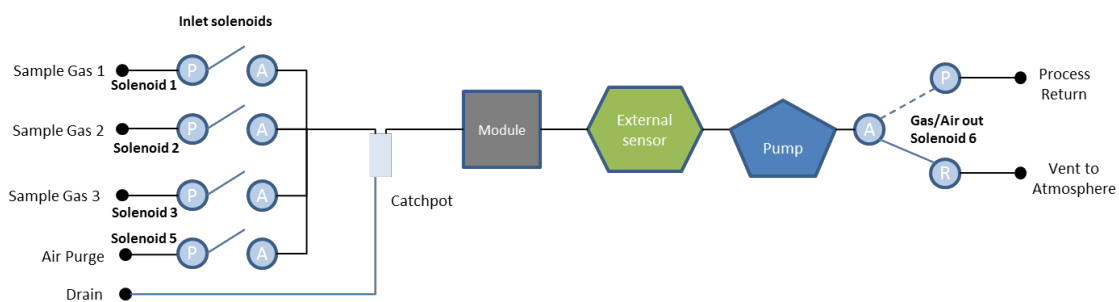 Inlet solenoids
Sample Gas 1
P
A
Solenoid 1
Sample Gas 2
P
A
Solenoid 2
Sample Gas 3
P
A
Solenoid 3
Solenoid 5
Air Purge
P
A
Drain
Catchpot
Module
External
sensor
Pump
A
P
Process
Return
Gas/Air out
Solenoid 6
R
Vent to
Atmosphere